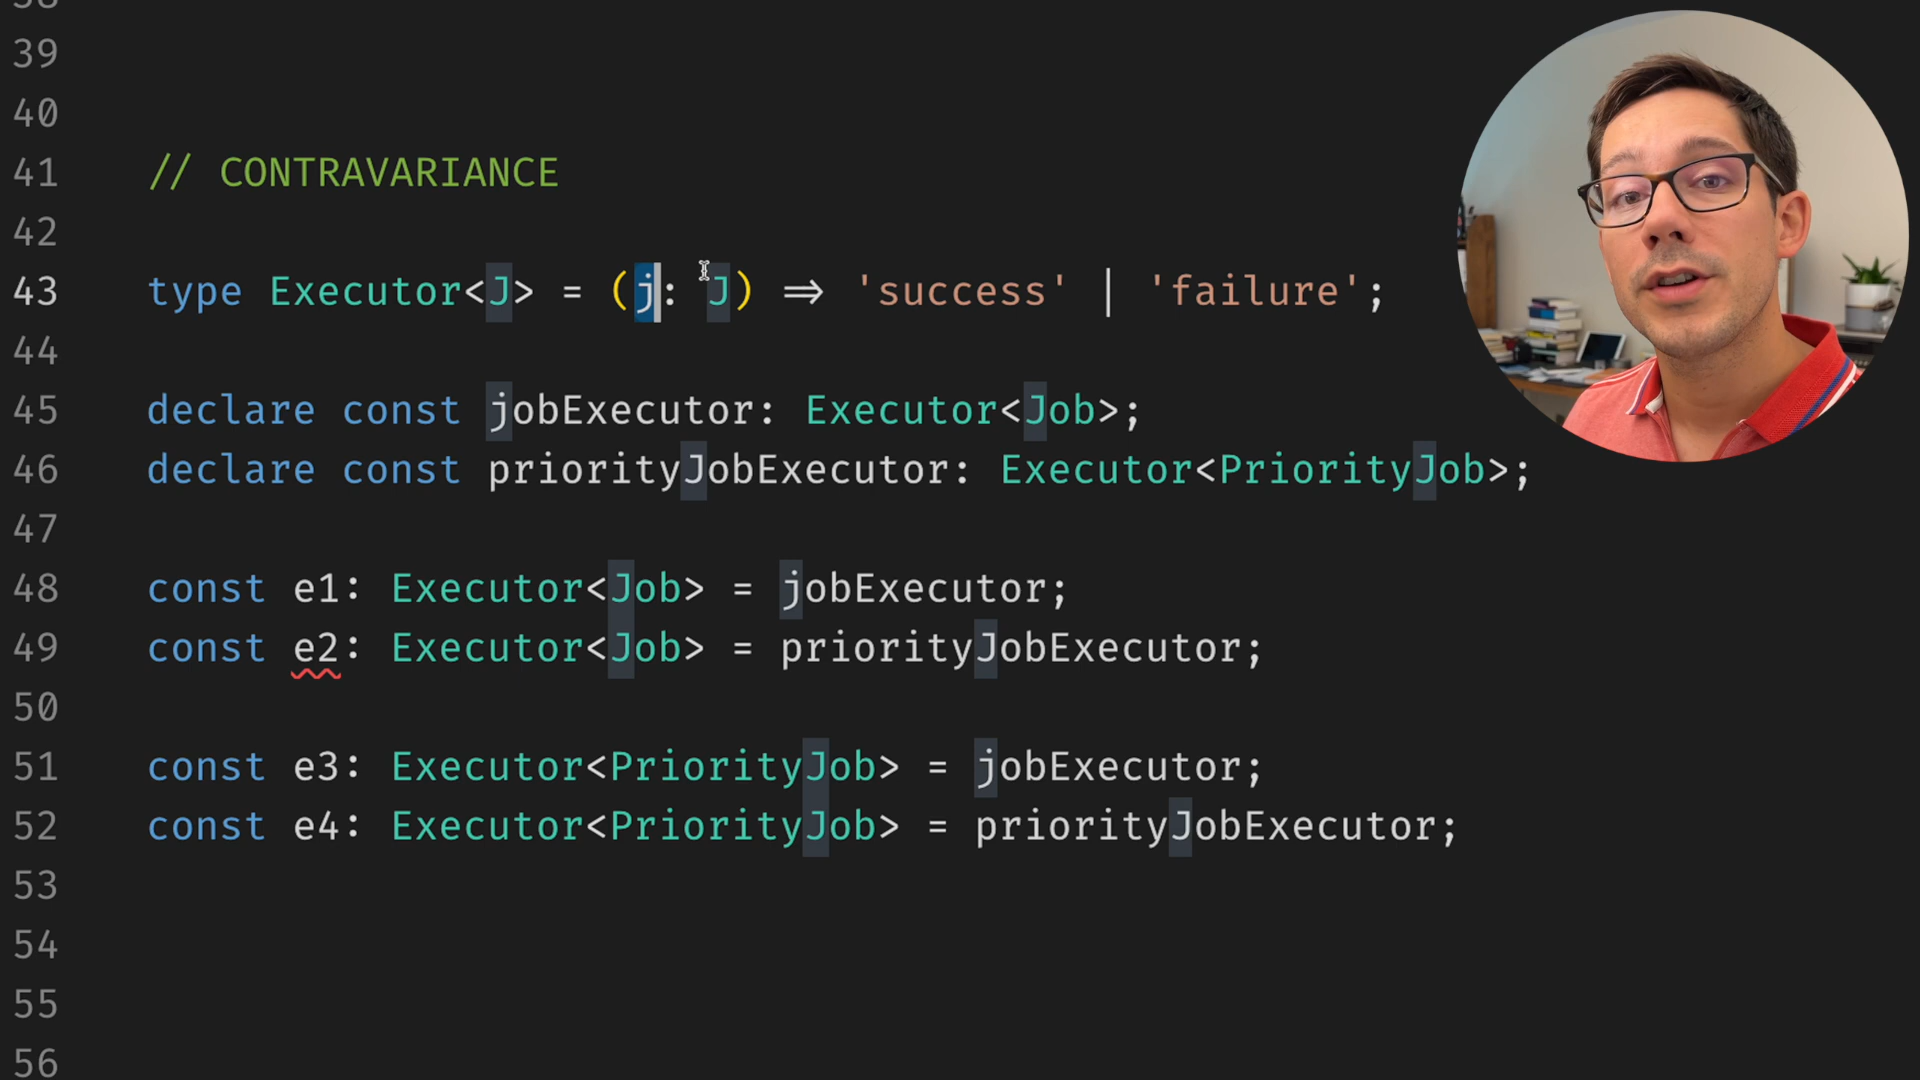 38
39
40
41 // CONTRAVARIANCE
42
43 type Executor<J> = (j: J) => 'success' | 'failure';
44
45 declare const jobExecutor: Executor<Job>;
46 declare const priorityJobExecutor: Executor<PriorityJob>;
47
48 const e1: Executor<Job> = jobExecutor;
49 const e2: Executor<Job> = priorityJobExecutor;
50
51 const e3: Executor<PriorityJob> = jobExecutor;
52 const e4: Executor<PriorityJob> = priorityJobExecutor;
53
54
55
56